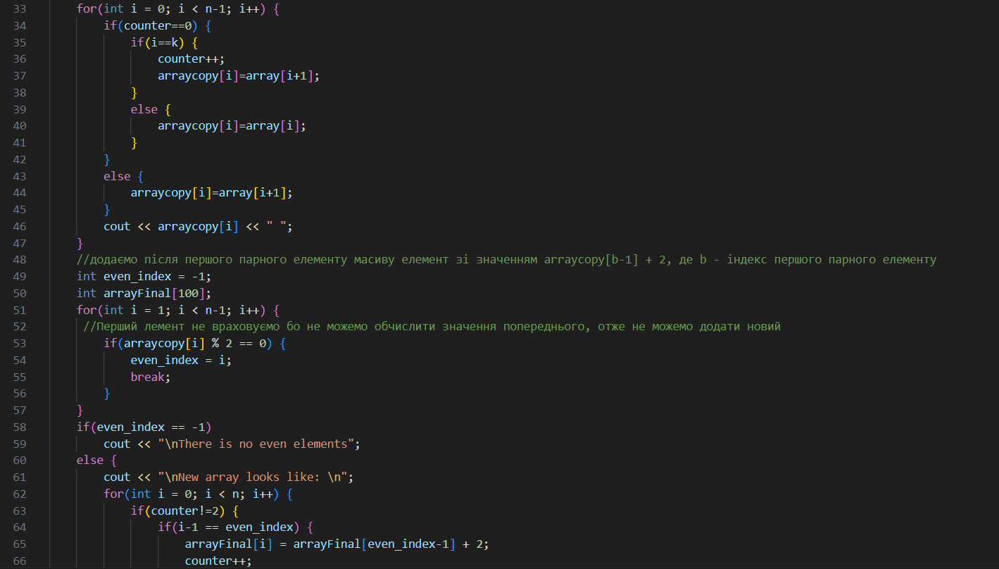 33 for(int i = 0; i < n-1; i++) {
34 if(counter==0) {
35 if(i==k) {
36 counter++;
37 arraycopy[i]=array[i+1];
38 }
39 else {
40 arraycopy[i]=array[i];
41 }
42 }
43 else {
44 arraycopy[i]=array[i+1];
45 }
46 cout << arraycopy[i] << " ";
47 }
48 //додаємо після першого парного елементу масиву елемент зі значенням arraycopy[b-1] + 2, де b - індекс першого парного елементу
49 int even_index = -1;
50 int arrayFinal[100];
51 for(int i = 1; i < n-1; i++) {
52 //Перший лемент не враховуємо бо не можемо обчислити значення попереднього, отже не можемо додати новий
53 if(arraycopy[i] % 2 == 0) {
54 even_index = i;
55 break;
56 }
57 }
58 if(even_index == -1)
59 cout << "\nThere is no even elements";
60 else {
61 cout << "\nNew array looks like: \n";
62 for(int i = 0; i < n; i++) {
63 if(counter!=2) {
64 if(i-1 == even_index) {
65 arrayFinal[i] = arrayFinal[even_index-1] + 2;
66 counter++;